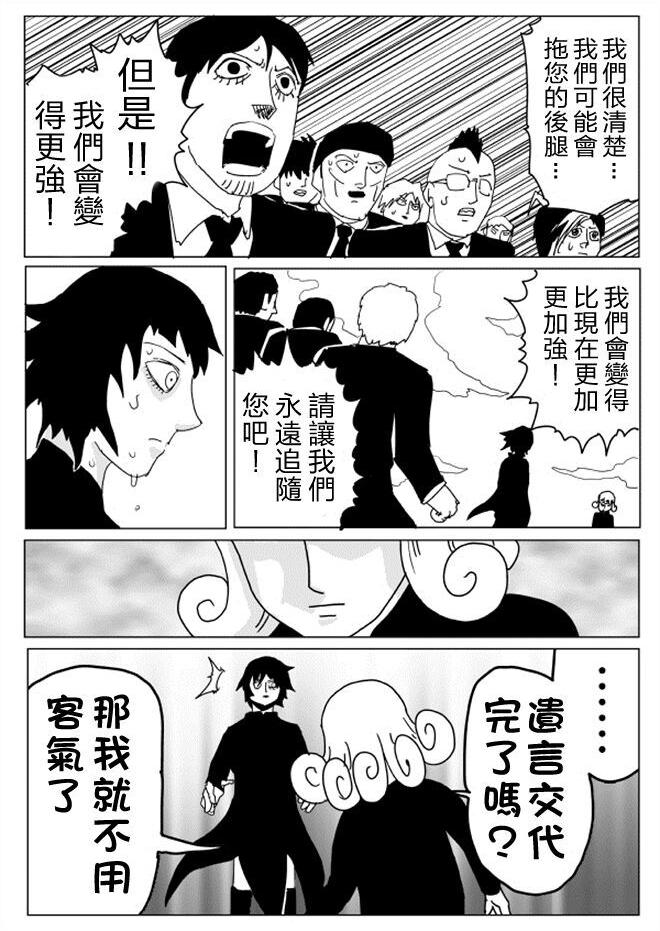 我們很清楚…
我們可能會
拖您的後腿…
但是!!
我們會變
得更強！
我們會變得
比現在更加
更加強！
請讓我們
永遠追隨
您吧！
……
遺言交代
完了嗎？
那我就不用
客氣了